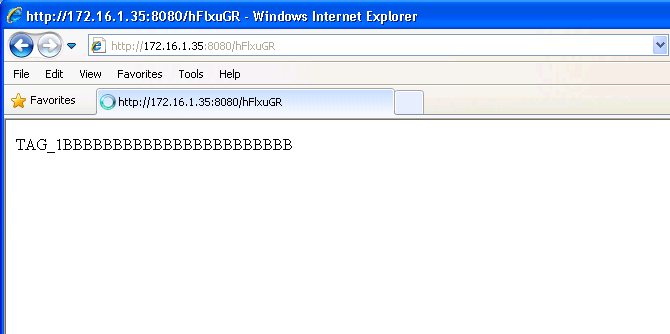 http://172.16.1.35:8080/hFlxuGR - Windows Internet Explorer
http://172.16.1.35:8080/hFlxuGR
File Edit View Favorites Tools Help
Favorites http://172.16.1.35:8080/hFlxuGR
TAG_1BBBBBBBBBBBBBBBBBBBBBBB